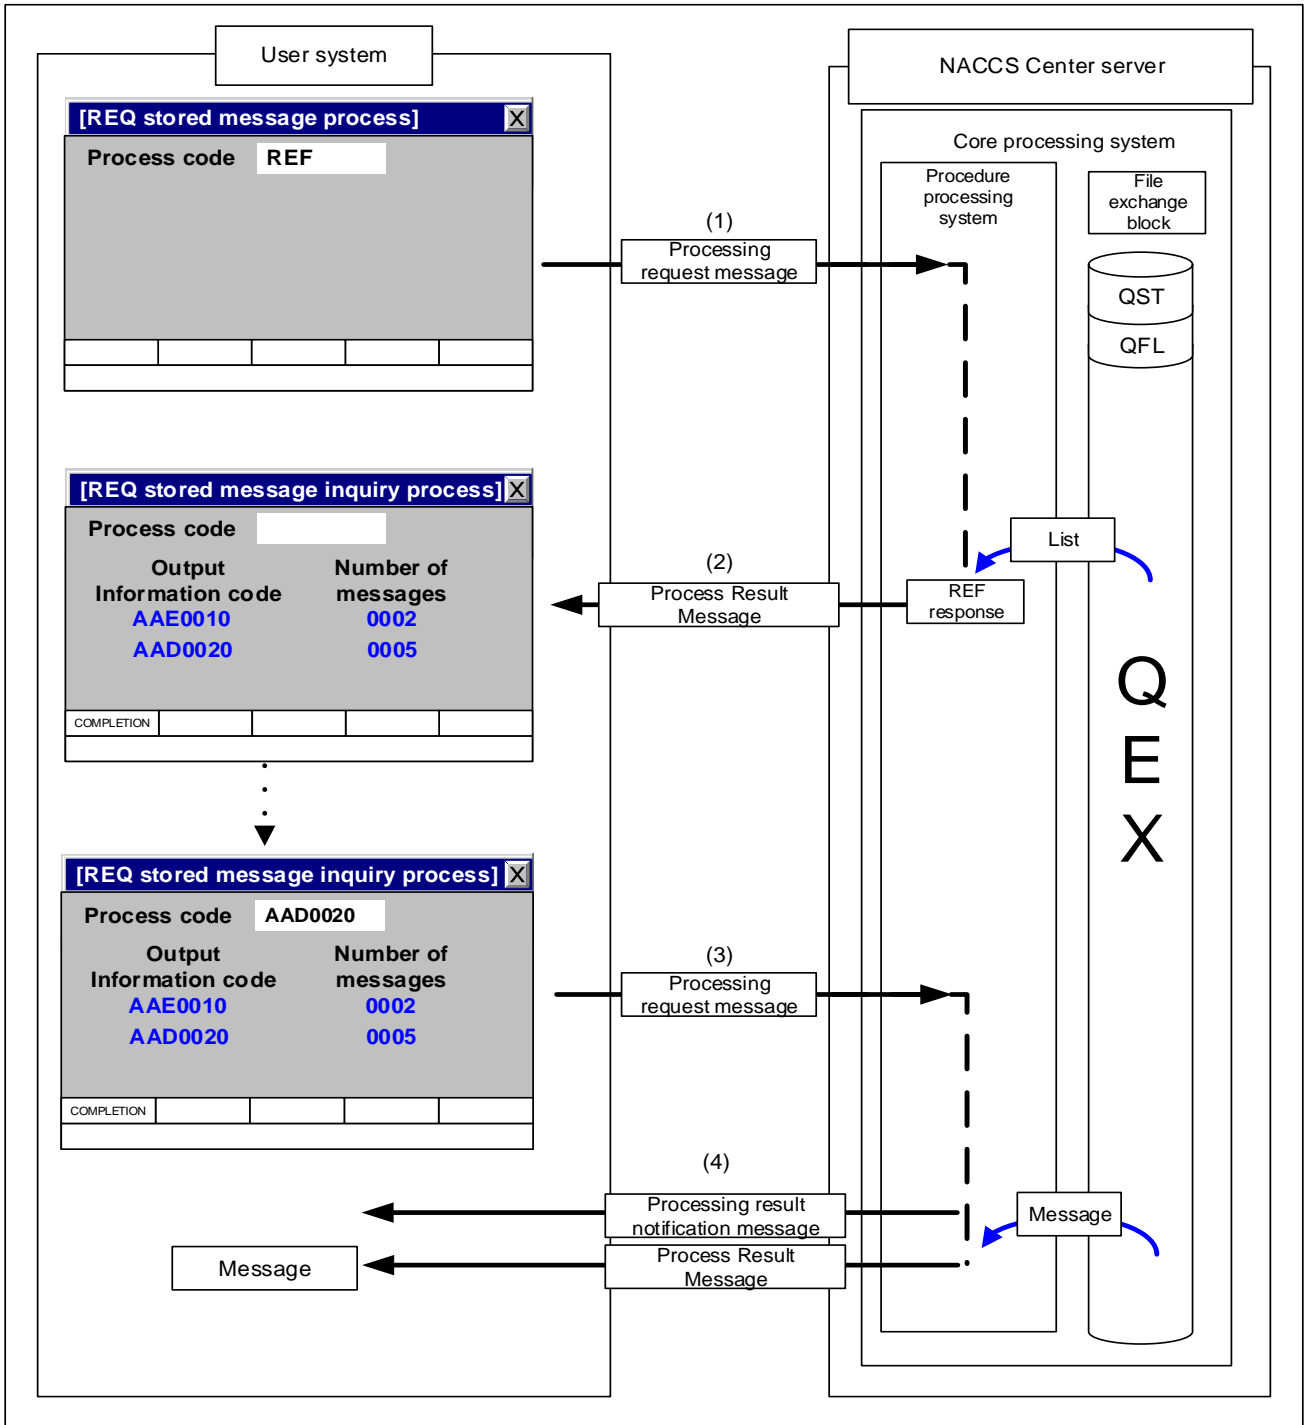 User system
NACCS Center server
[REQ stored message process]
X
Process code
REF
Core processing system
Procedure
processing
system
File
exchange
block
(1)
Processing
request message
QST
QFL
[REQ stored message inquiry process]
X
Process code
Output
Information code
Number of
messages
AAE0010
0002
AAD0020
0005
COMPLETION
(2)
Process Result
Message
REF
response
List
Q
E
X
[REQ stored message inquiry process]
X
Process code
AAD0020
Output
Information code
Number of
messages
AAE0010
0002
AAD0020
0005
COMPLETION
(3)
Processing
request message
(4)
Processing result
notification message
Message
Process Result
Message
Message